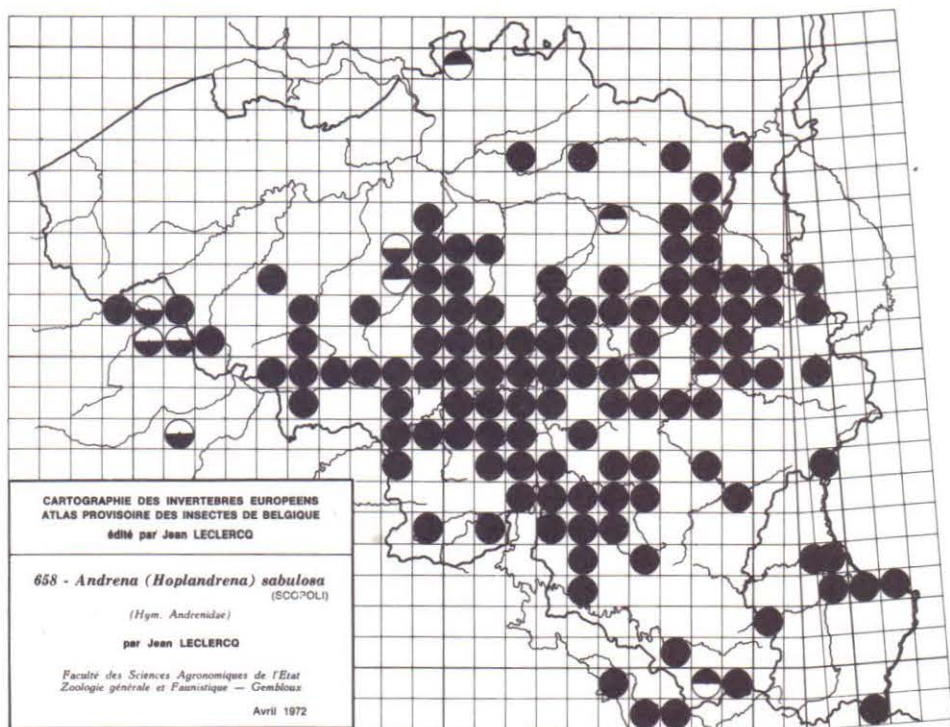 CARTOGRAPHIE DES INVERTEBRES EUROPEENS
ATLAS PROVISOIRE DES INSECTES DE BELGIQUE
édité par Jean LECLERCQ
658 - Andrena (Hoplandrena) sabulosa
(SCOPOLI)
(Hym. Andrenidae)
par Jean LECLERCQ
Faculté des Sciences Agronomiques de l'Etat
Zoologie générale et Faunistique — Gembloux
Avril 1972